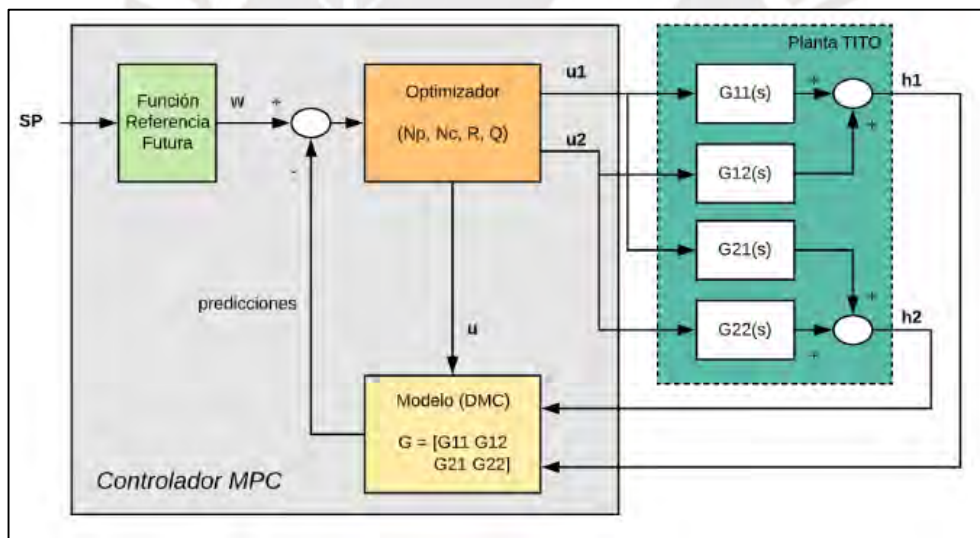 SP
Función
Referencia
Futura
w
+
-
Optimizador
(Np, Nc, R, Q)
u1
u2
Planta TITO
G11(s)
+
+
h1
G12(s)
G21(s)
+
G22(s)
+
h2
predicciones
u
Modelo (DMC)
G = [G11 G12
G21 G22]
Controlador MPC